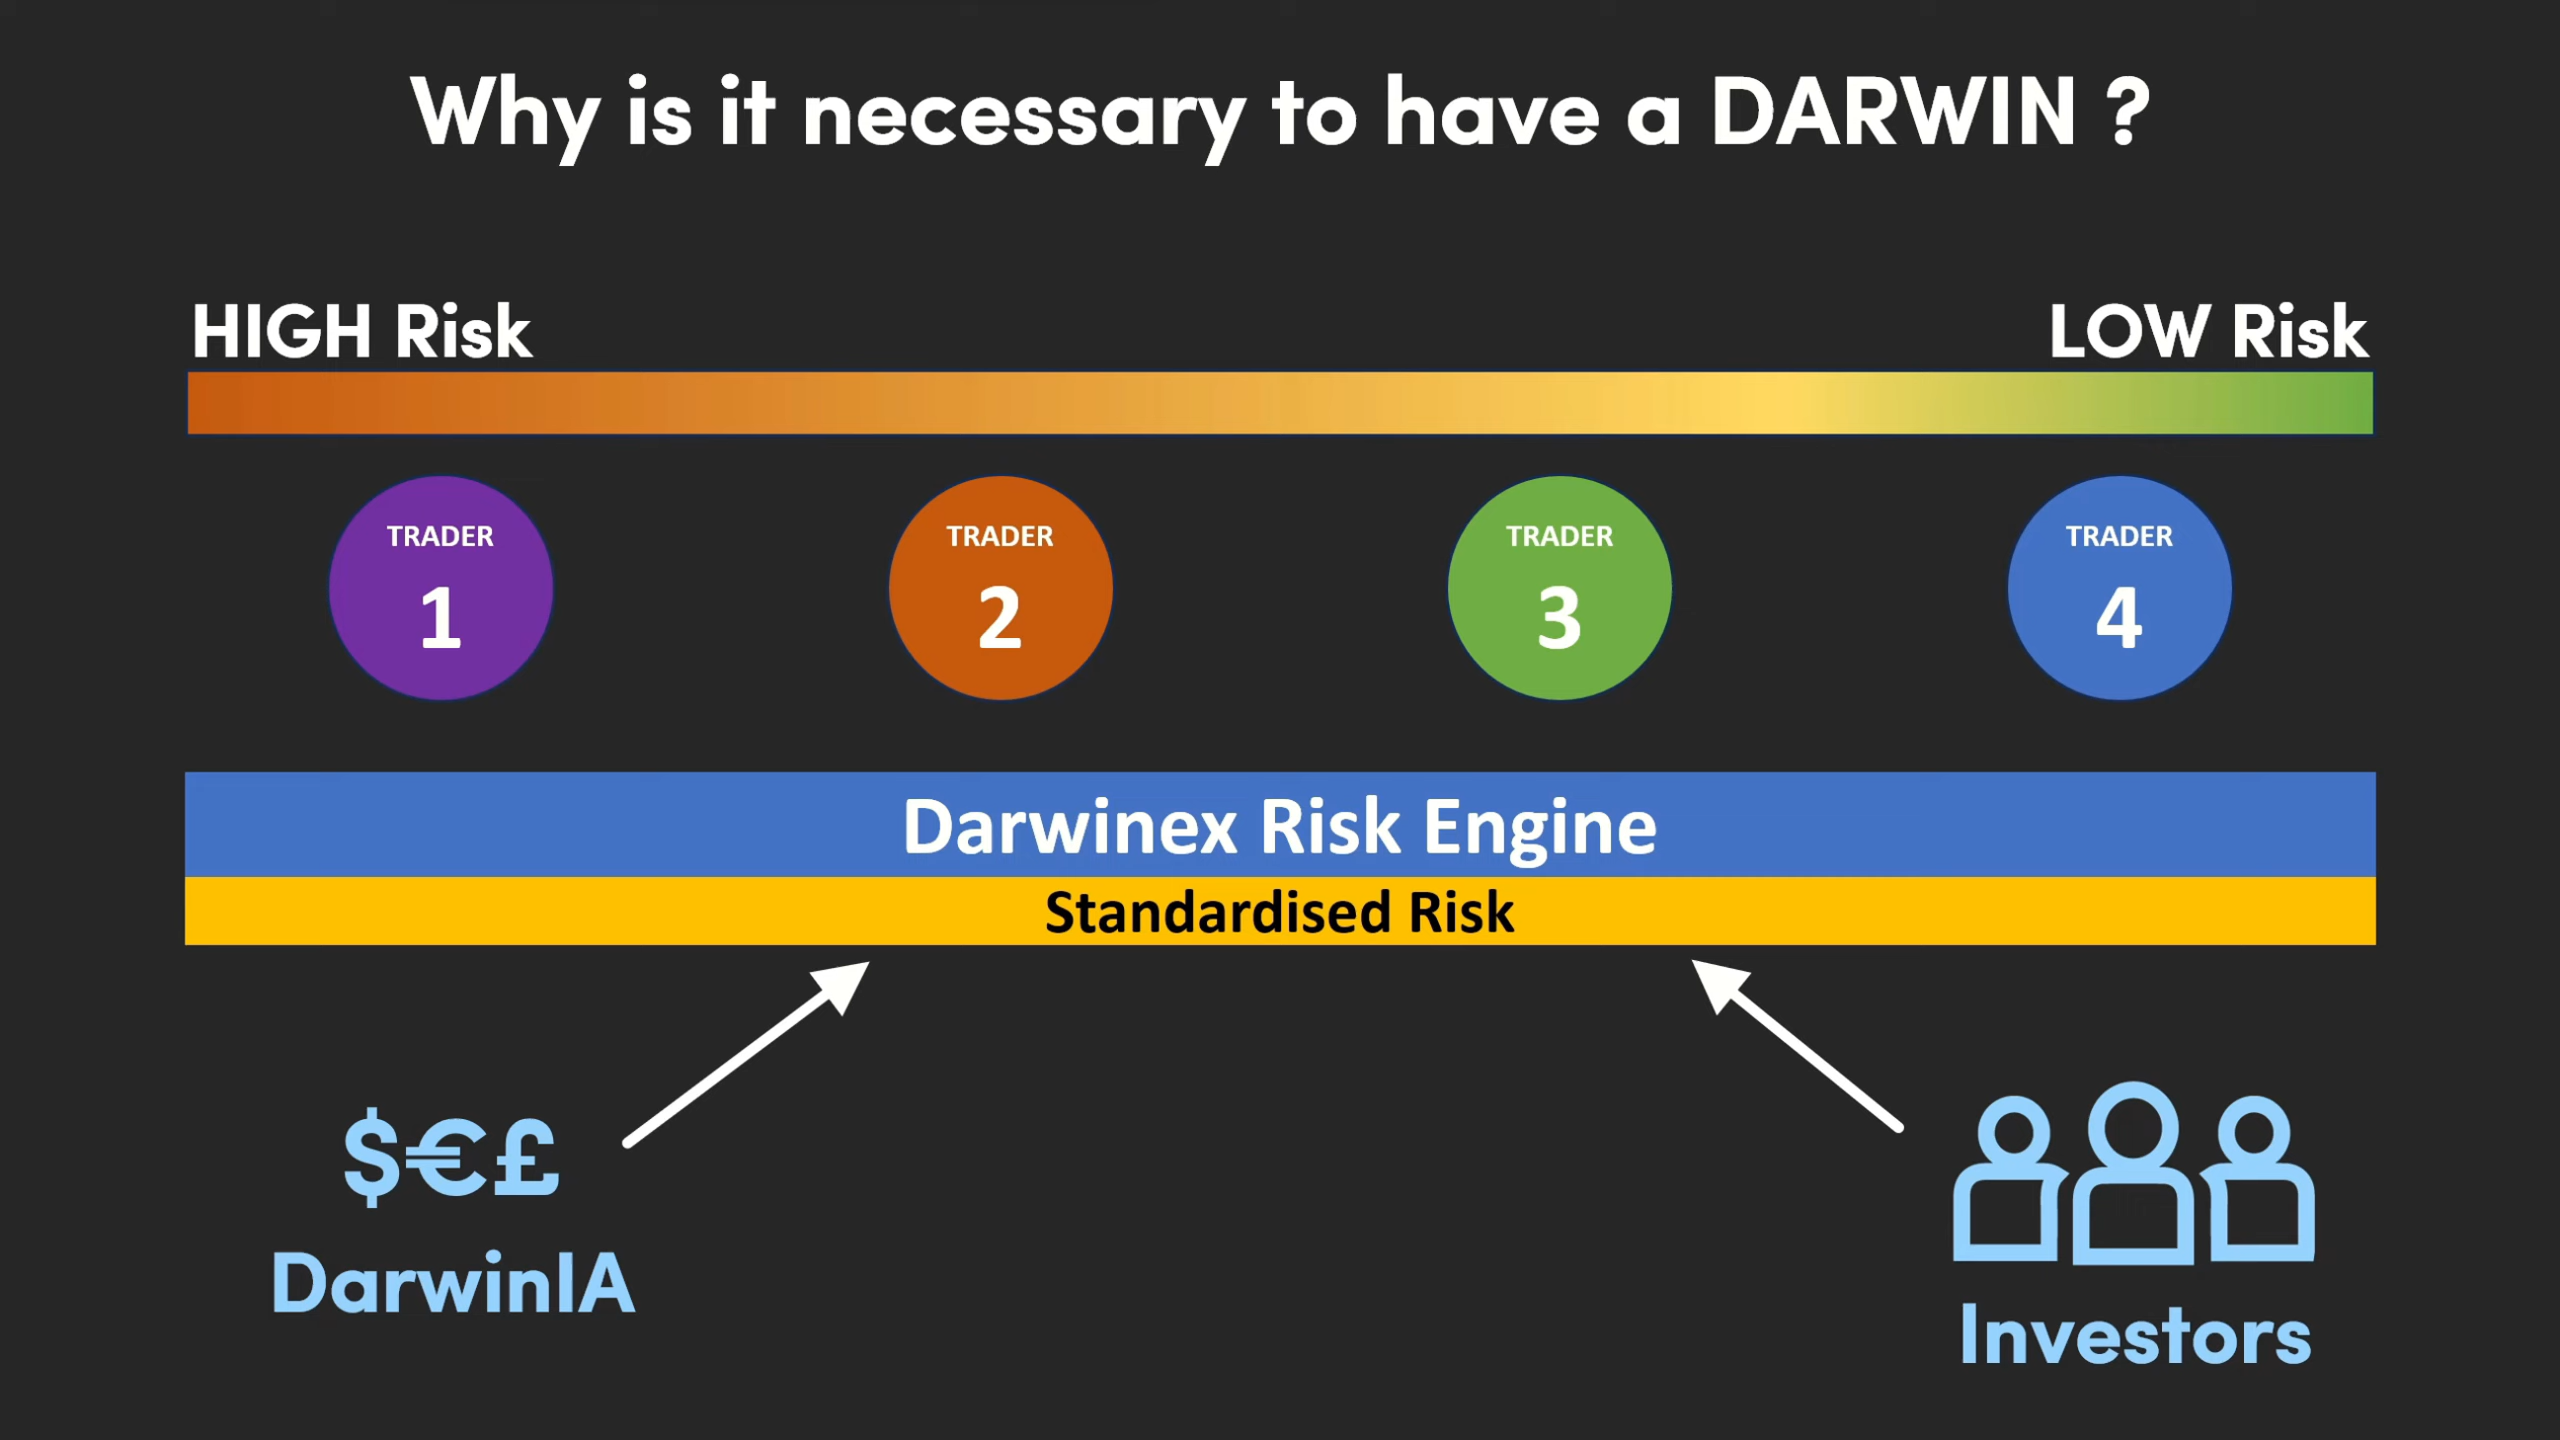 Why is it necessary to have a DARWIN ?
HIGH Risk
LOW Risk
TRADER
1
TRADER
2
TRADER
3
TRADER
4
Darwinex Risk Engine
Standardised Risk
$€£
DarwinIA
Investors